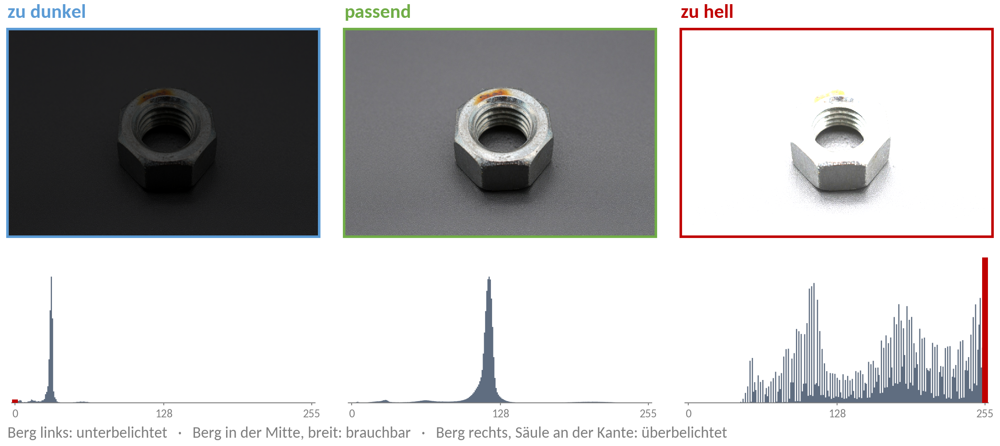 zu dunkel
passend
zu hell
0 128 255
0 128 255
0 128 255
Berg links: unterbelichtet · Berg in der Mitte, breit: brauchbar · Berg rechts, Säule an der Kante: überbelichtet